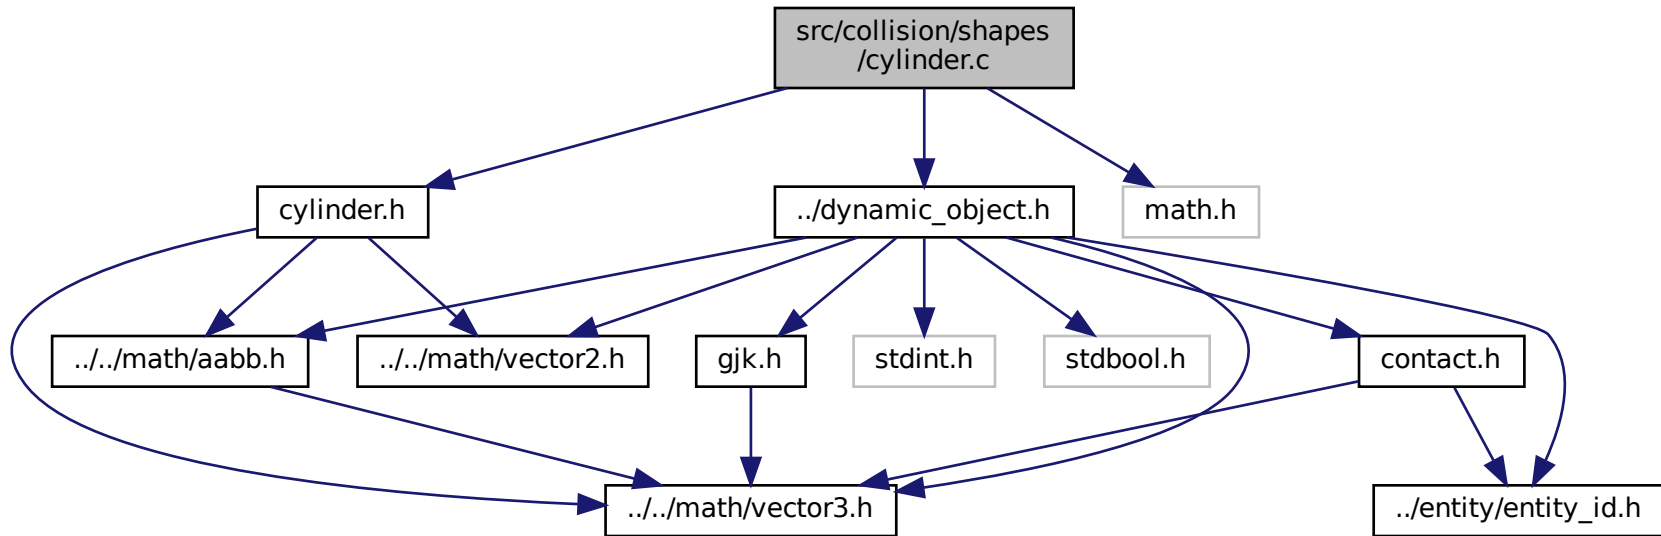 src/collision/shapes
/cylinder.c
cylinder.h
../dynamic_object.h
math.h
../../math/aabb.h
../../math/vector2.h
gjk.h
stdint.h
stdbool.h
contact.h
../../math/vector3.h
../entity/entity_id.h